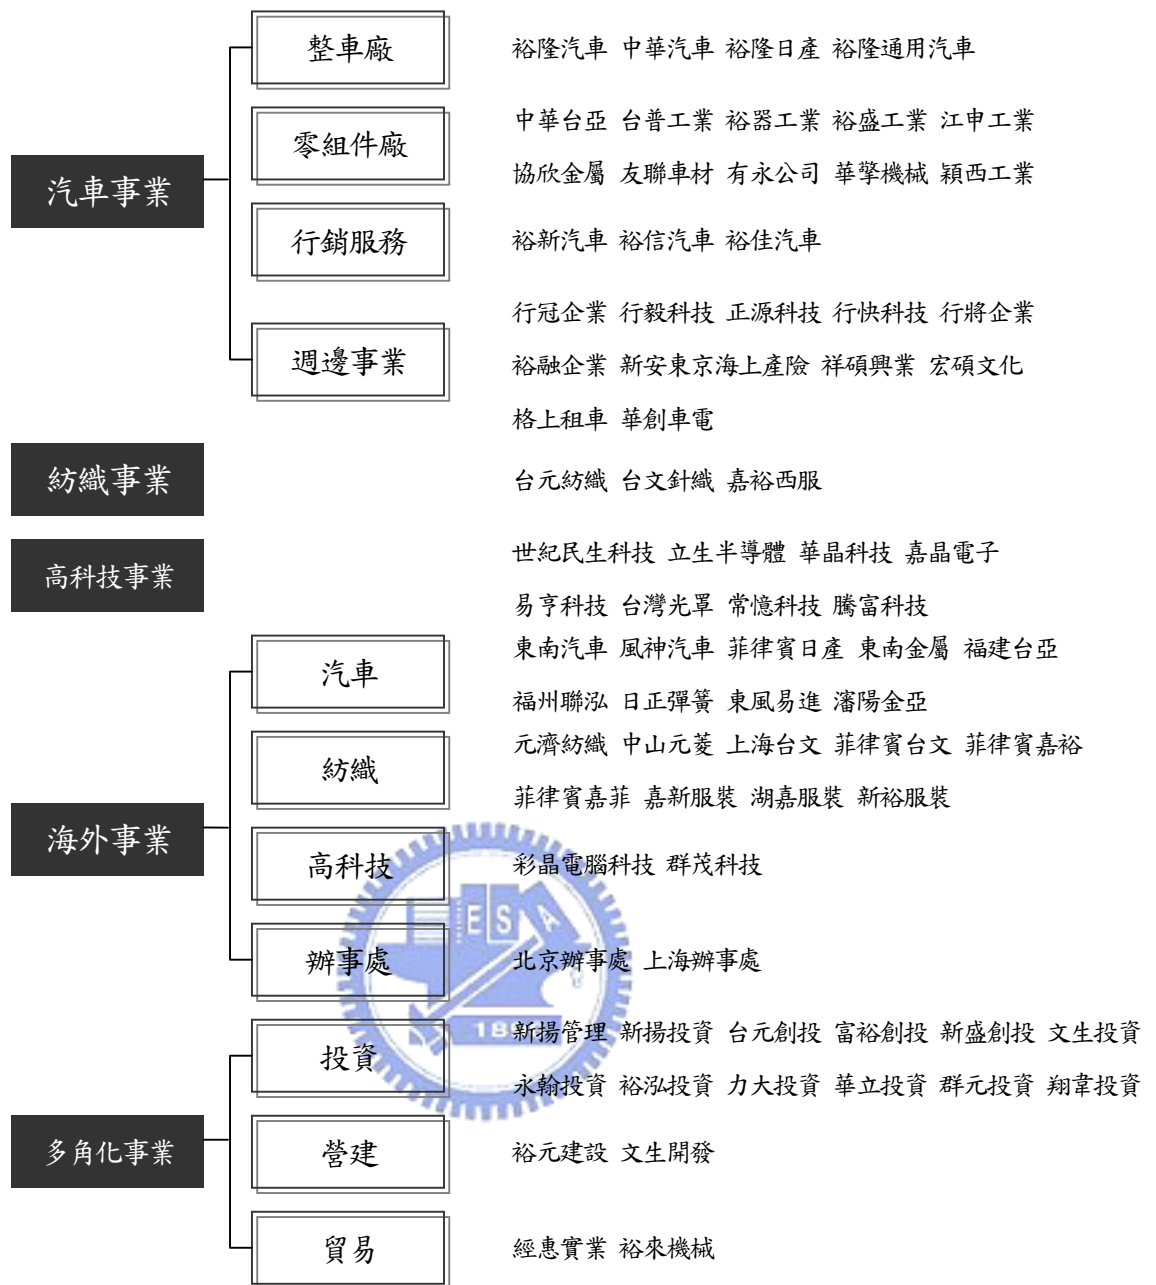 汽車事業
整車廠
裕隆汽車 中華汽車 裕隆日產 裕隆通用汽車
零組件廠
中華台亞 台普工業 裕器工業 裕盛工業 江申工業
協欣金屬 友聯車材 有永公司 華擎機械 穎西工業
行銷服務
裕新汽車 裕信汽車 裕佳汽車
週邊事業
行冠企業 行毅科技 正源科技 行快科技 行將企業
裕融企業 新安東京海上產險 祥碩興業 宏碩文化
格上租車 華創車電
紡織事業
台元紡織 台文針織 嘉裕西服
高科技事業
世紀民生科技 立生半導體 華晶科技 嘉晶電子
易亨科技 台灣光罩 常憶科技 騰富科技
海外事業
汽車
東南汽車 風神汽車 菲律賓日產 東南金屬 福建台亞
福州聯泓 日正彈簧 東風易進 瀋陽金亞
紡織
元濟紡織 中山元菱 上海台文 菲律賓台文 菲律賓嘉裕
菲律賓嘉菲 嘉新服裝 湖嘉服裝 新裕服裝
高科技
彩晶電腦科技 群茂科技
辦事處
北京辦事處 上海辦事處
ESA
多角化事業
投資
新揚管理 新揚投資 台元創投 富裕創投 新盛創投 文生投資
永翰投資 裕泓投資 力大投資 華立投資 群元投資 翔韋投資
營建
裕元建設 文生開發
貿易
經惠實業 裕來機械